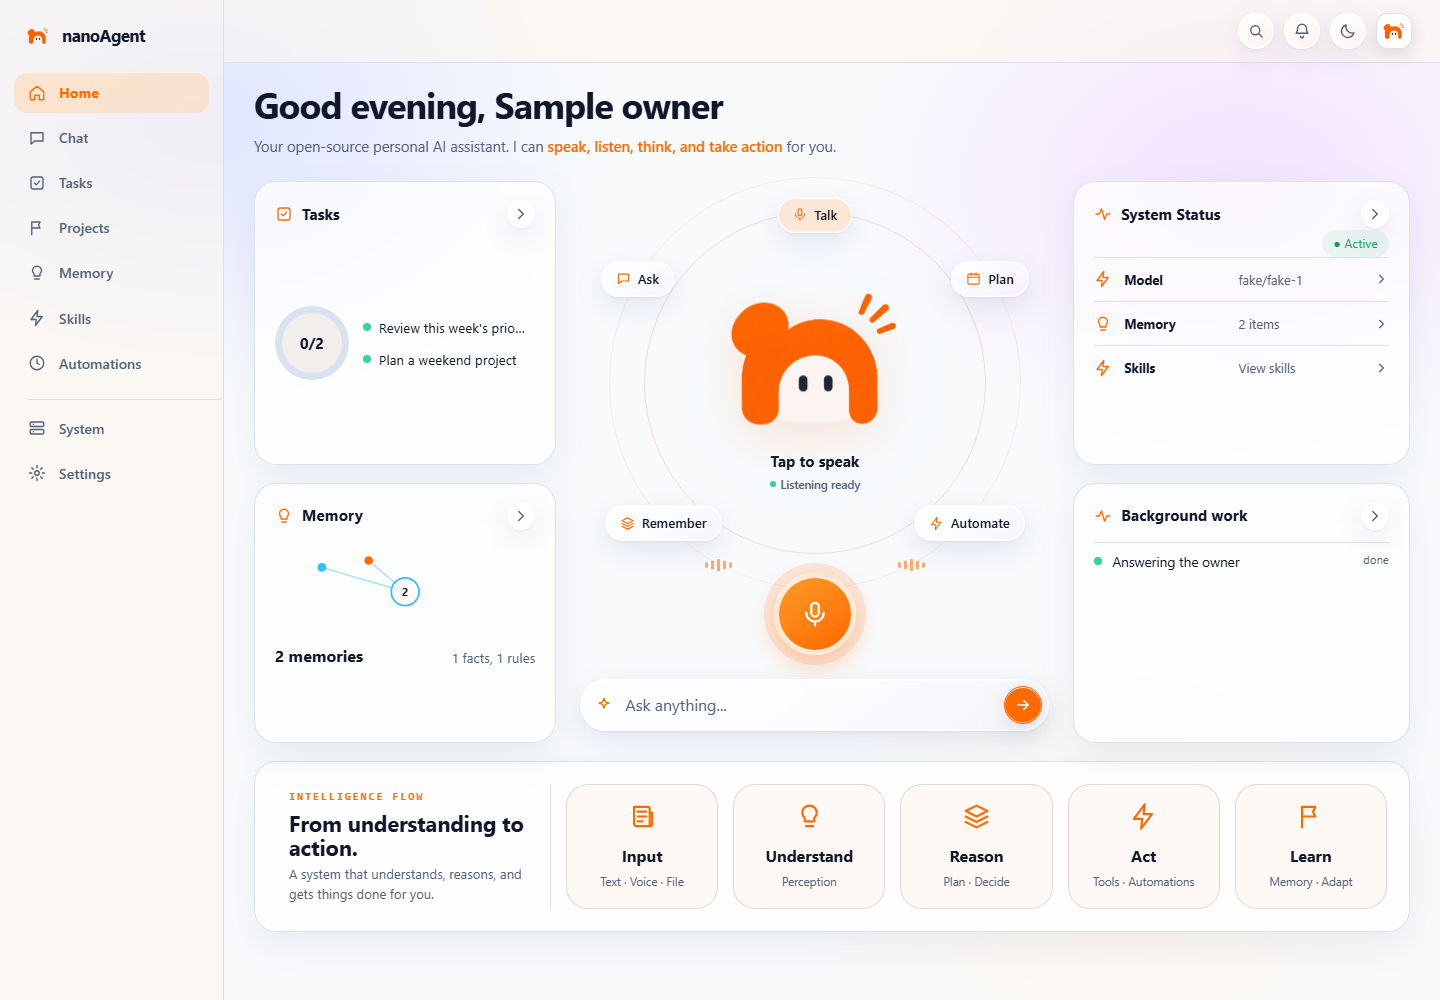 nanoAgent
Home
Chat
Tasks
Projects
Memory
Skills
Automations
System
Settings
Good evening, Sample owner
Your open-source personal AI assistant. I can speak, listen, think, and take action for you.
Tasks
0/2
Review this week's prio...
Plan a weekend project
Memory
2
2 memories
1 facts, 1 rules
Talk
Ask
Plan
Tap to speak
Listening ready
Remember
Automate
Ask anything...
System Status
Active
Model fake/fake-1
Memory 2 items
Skills View skills
Background work
Answering the owner done
INTELLIGENCE FLOW
From understanding to
action.
A system that understands, reasons, and
gets things done for you.
Input
Text · Voice · File
Understand
Perception
Reason
Plan · Decide
Act
Tools · Automations
Learn
Memory · Adapt